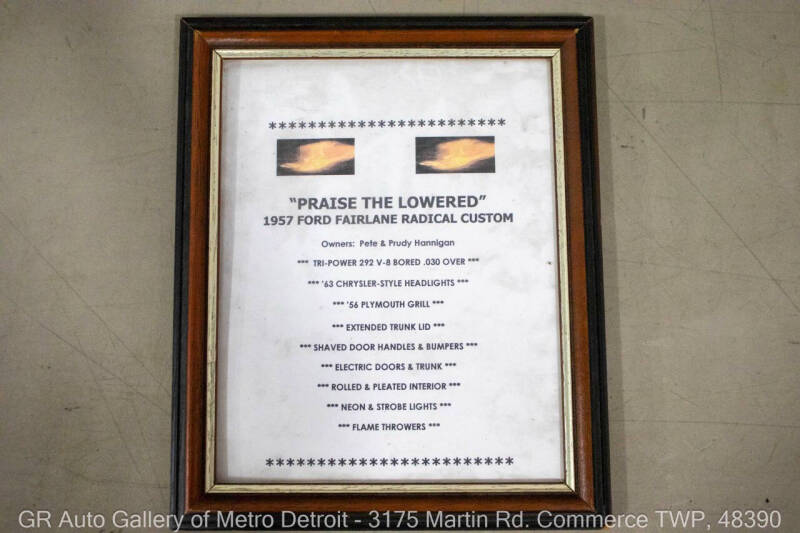 ************************
"PRAISE THE LOWERED"
1957 FORD FAIRLANE RADICAL CUSTOM
Owners: Pete & Prudy Hannigan
*** TRI-POWER 292 V-8 BORED .030 OVER ***
*** '63 CHRYSLER-STYLE HEADLIGHTS ***
*** '56 PLYMOUTH GRILL ***
*** EXTENDED TRUNK LID ***
*** SHAVED DOOR HANDLES & BUMPERS ***
*** ELECTRIC DOORS & TRUNK ***
*** ROLLED & PLEATED INTERIOR ***
*** NEON & STROBE LIGHTS ***
*** FLAME THROWERS ***
************************
GR Auto Gallery of Metro Detroit - 3175 Martin Rd. Commerce TWP, 48390